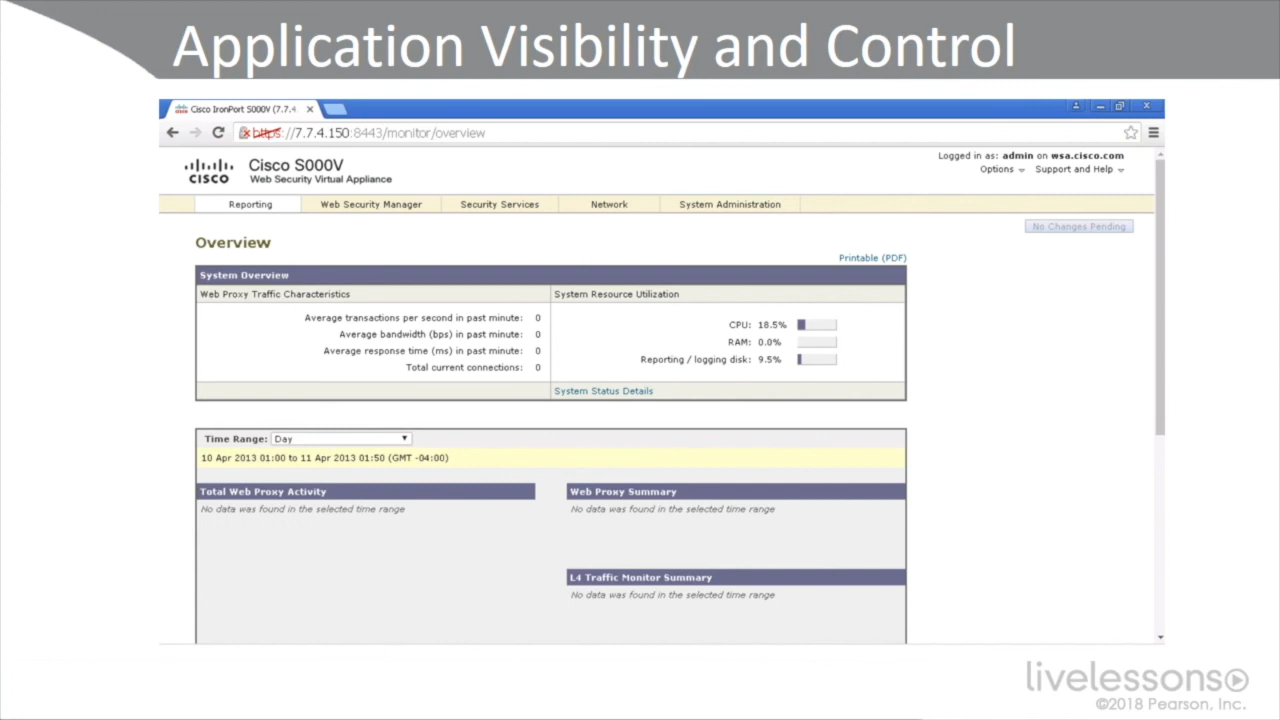 Application Visibility and Control
Cisco IronPort S000V (7.7.4
https://7.7.4.150:8443/monitor/overview
CISCO
Cisco S000V
Web Security Virtual Appliance
Logged in as: admin on wsa.cisco.com
Options Support and Help
Reporting Web Security Manager Security Services Network System Administration
No Changes Pending
Overview
Printable (PDF)
System Overview
Web Proxy Traffic Characteristics
Average transactions per second in past minute: 0
Average bandwidth (bps) in past minute: 0
Average response time (ms) in past minute: 0
Total current connections: 0
System Resource Utilization
CPU: 18.5%
RAM: 0.0%
Reporting / logging disk: 9.5%
System Status Details
Time Range: Day
10 Apr 2013 01:00 to 11 Apr 2013 01:50 (GMT -04:00)
Total Web Proxy Activity
No data was found in the selected time range
Web Proxy Summary
No data was found in the selected time range
L4 Traffic Monitor Summary
No data was found in the selected time range
livelessons
©2018 Pearson, Inc.